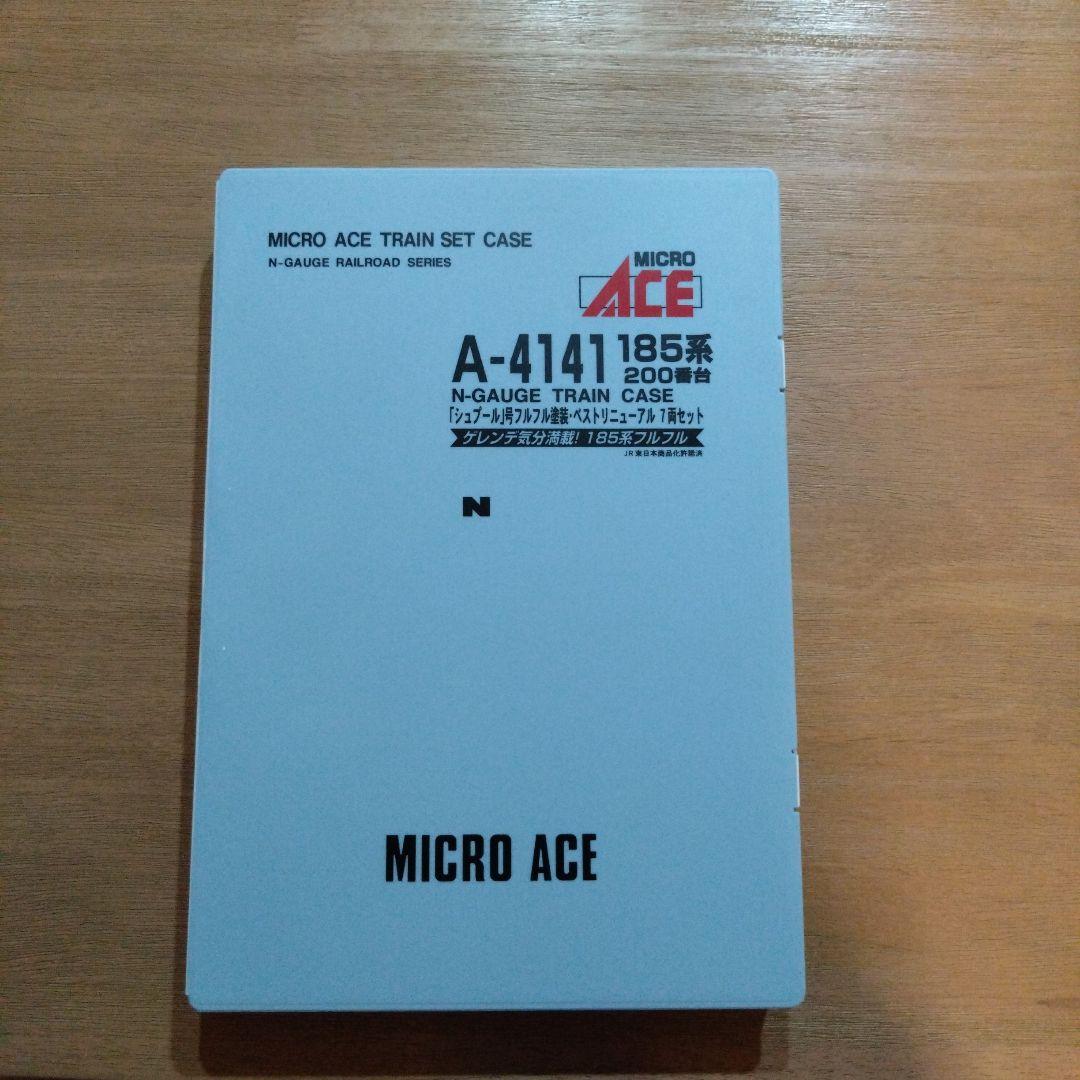 MICRO ACE TRAIN SET CASE
N-GAUGE RAILROAD SERIES
MICRO
ACE
A-4141 185系
200番台
N-GAUGE TRAIN CASE
「シュプール」号フルフル塗装・ベストリニューアル 7両セット
ゲレンデ気分満載! 185系フルフル
JR東日本商品化許諾済
N
MICRO ACE